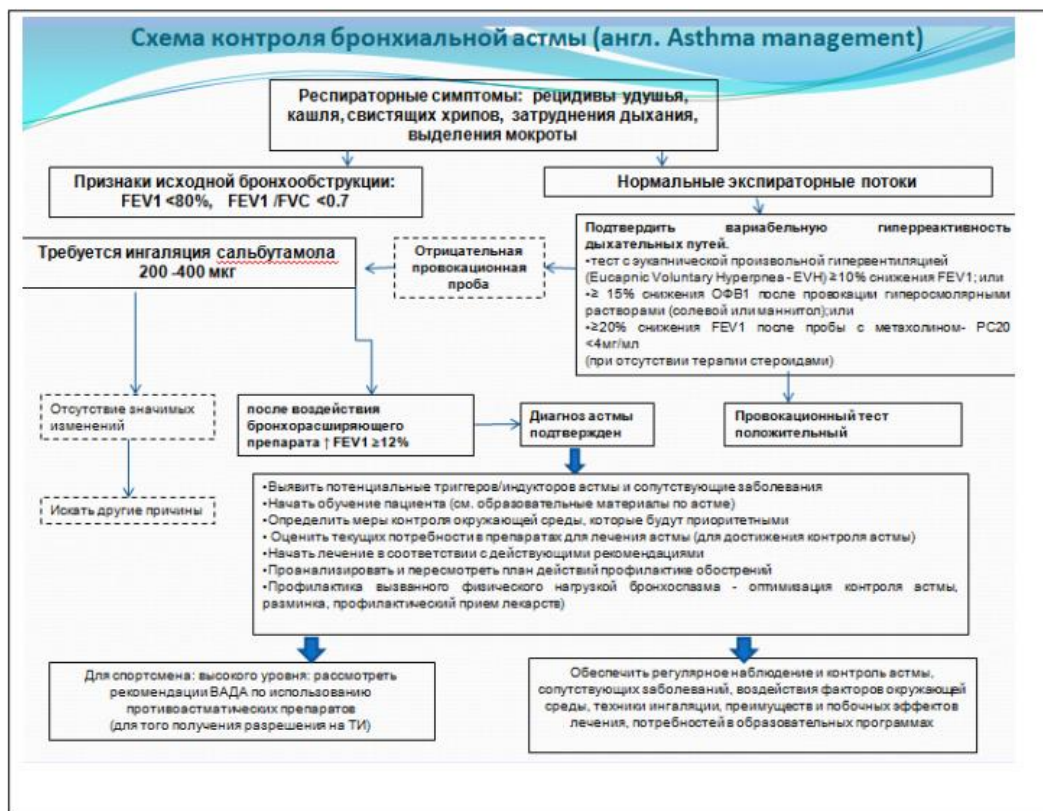 Схема контроля бронхиальной астмы (англ. Asthma management)
Респираторные симптомы: рецидивы удушья,
кашля, свистящих хрипов, затруднения дыхания,
выделения мокроты
Признаки исходной бронхообструкции:
FEV1 <80%, FEV1 /FVC <0.7
Нормальные экспираторные потоки
Требуется ингаляция сальбутамола
200 -400 мкг
Отрицательная
провокационная
проба
Подтвердить вариабельную гиперреактивность
дыхательных путей.
•тест с эукапнической произвольной гипервентиляцией
(Eucapnic Voluntary Hyperpnea - EVH) ≥10% снижения FEV1; или
•≥ 15% снижения ОФВ1 после провокации гиперосмолярными
растворами (солевой или маннитол);или
•≥20% снижения FEV1 после пробы с метахолином- PC20
<4мг/мл
(при отсутствии терапии стероидами)
Отсутствие значимых
изменений
после воздействия
бронхорасширяющего
препарата ↑ FEV1 ≥12%
Диагноз астмы
подтвержден
Провокационный тест
положительный
Искать другие причины
•Выявить потенциальные триггеров/индукторов астмы и сопутствующие заболевания
•Начать обучение пациента (см. образовательные материалы по астме)
•Определить меры контроля окружающей среды, которые будут приоритетными
• Оценить текущих потребности в препаратах для лечения астмы (для достижения контроля астмы)
•Начать лечение в соответствии с действующими рекомендациями
•Проанализировать и пересмотреть план действий профилактике обострений
•Профилактика вызванного физического нагрузкой бронхоспазма - оптимизация контроля астмы,
разминка, профилактический прием лекарств)
Для спортсмена: высокого уровня: рассмотреть
рекомендации ВАДА по использованию
противоастматических препаратов
(для того получения разрешения на ТИ)
Обеспечить регулярное наблюдение и контроль астмы,
сопутствующих заболеваний, воздействия факторов окружающей
среды, техники ингаляции, преимуществ и побочных эффектов
лечения, потребностей в образовательных программах